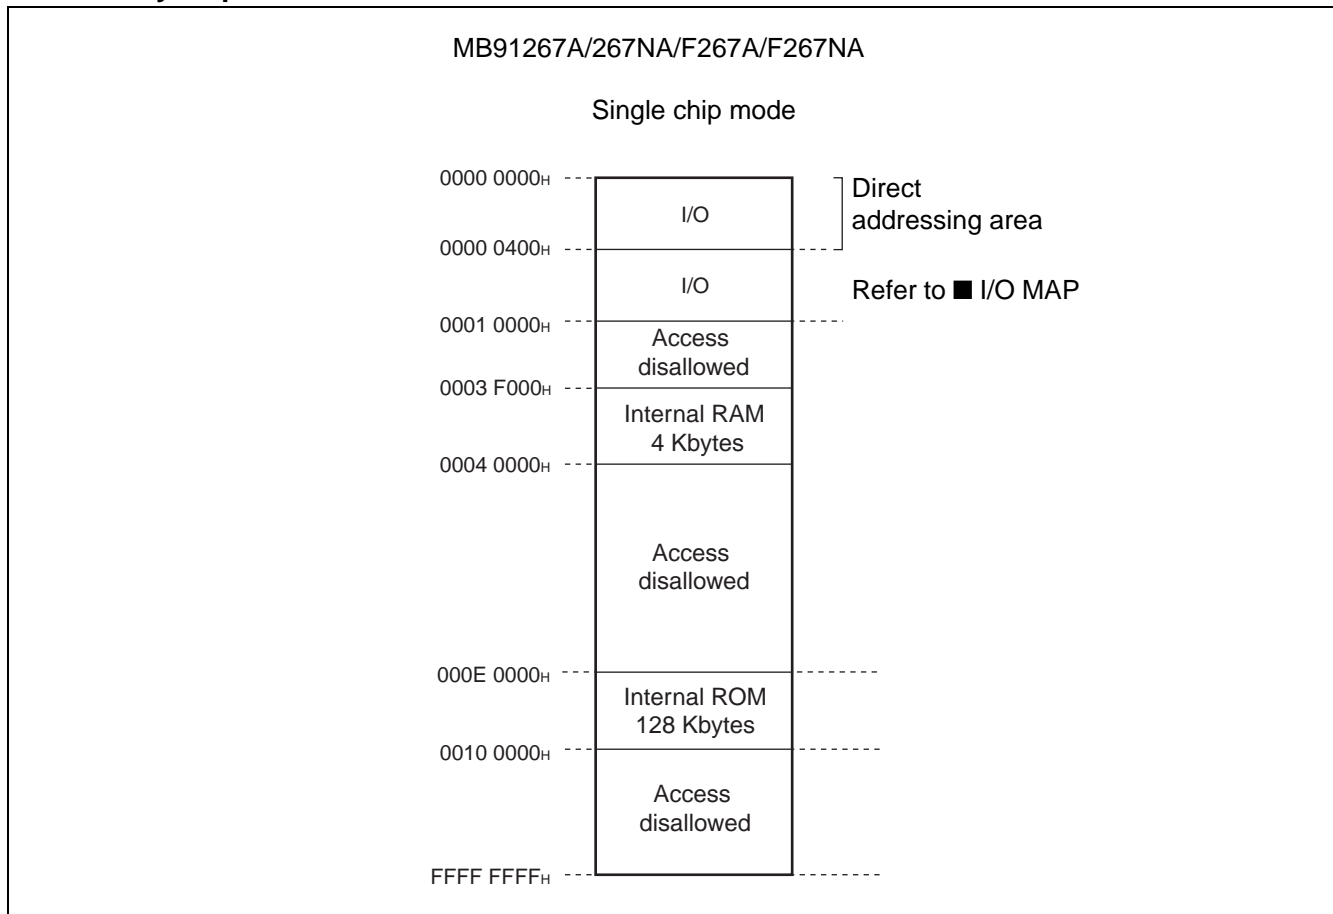 MB91267A/267NA/F267A/F267NA
Single chip mode
0000 0000H
I/O
Direct
addressing area
0000 0400H
I/O
Refer to ■ I/O MAP
0001 0000H
Access
disallowed
0003 F000H
Internal RAM
4 Kbytes
0004 0000H
Access
disallowed
000E 0000H
Internal ROM
128 Kbytes
0010 0000H
Access
disallowed
FFFF FFFFH